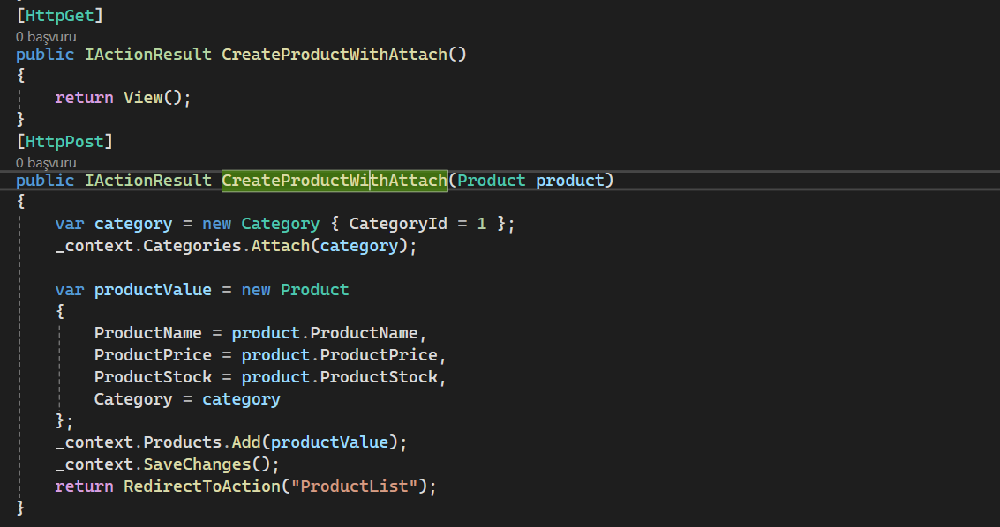 [HttpGet]
0 başvuru
public IActionResult CreateProductWithAttach()
{
return View();
}
[HttpPost]
0 başvuru
public IActionResult CreateProductWithAttach(Product product)
{
var category = new Category { CategoryId = 1 };
_context.Categories.Attach(category);
var productValue = new Product
{
ProductName = product.ProductName,
ProductPrice = product.ProductPrice,
ProductStock = product.ProductStock,
Category = category
};
_context.Products.Add(productValue);
_context.SaveChanges();
return RedirectToAction("ProductList");
}